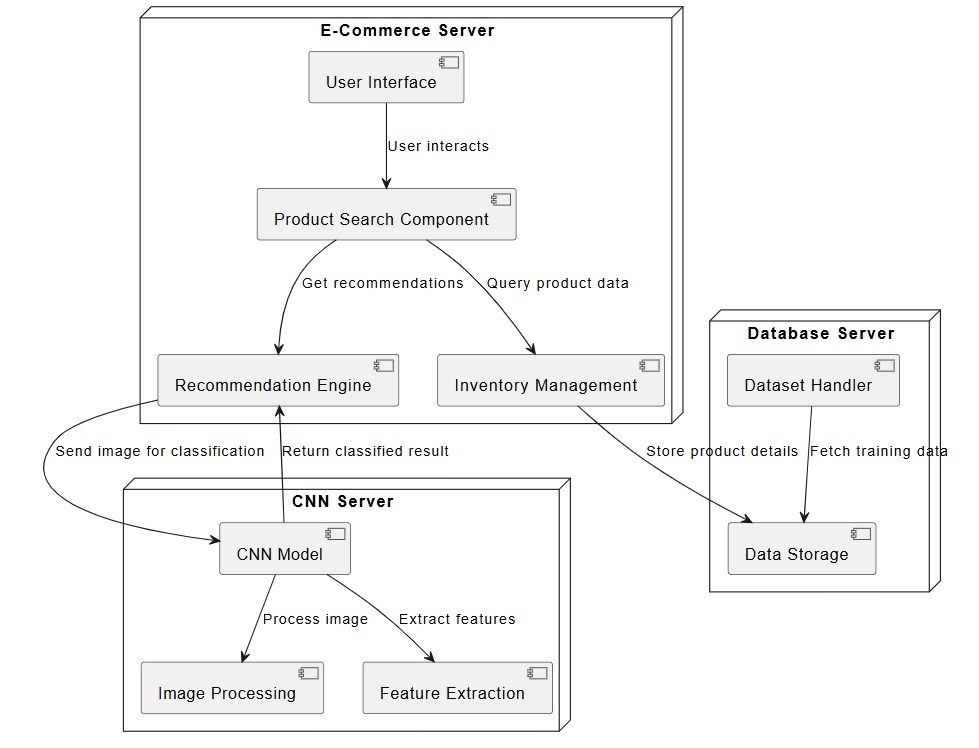 E-Commerce Server
User Interface
User interacts
Product Search Component
Get recommendations
Query product data
Recommendation Engine
Inventory Management
Database Server
Dataset Handler
Send image for classification
Return classified result
Store product details
Fetch training data
CNN Server
CNN Model
Data Storage
Process image
Extract features
Image Processing
Feature Extraction